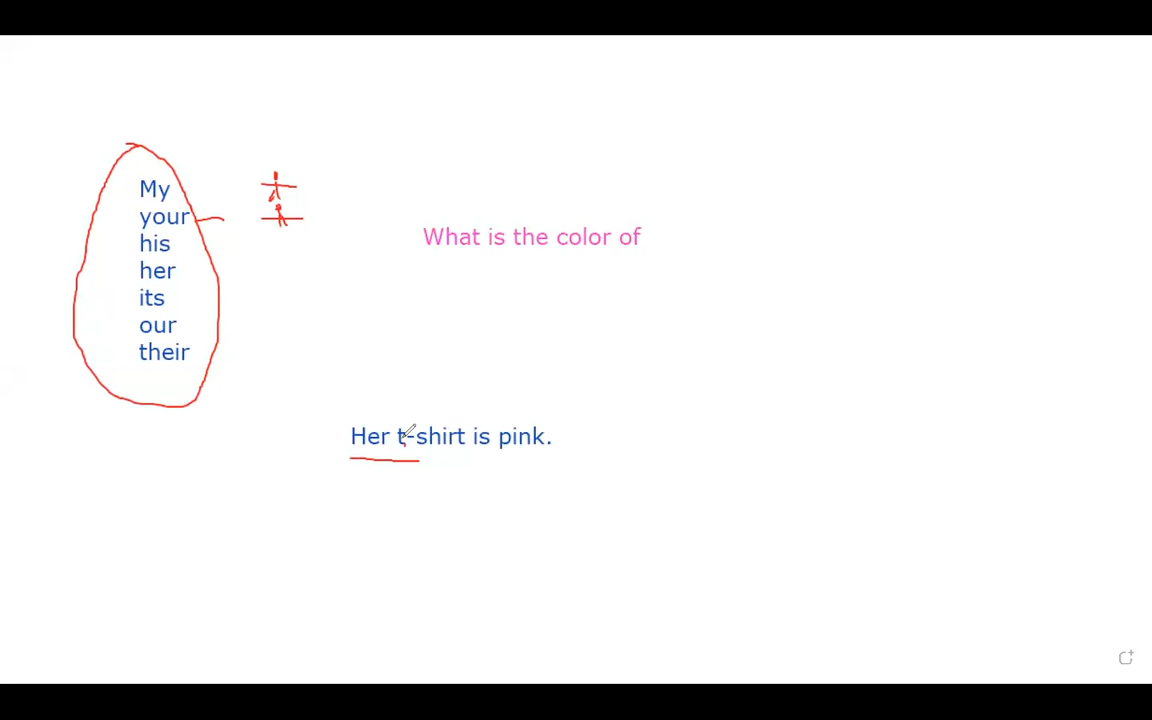 My
your
his
her
its
our
their
What is the color of
Her t-shirt is pink.